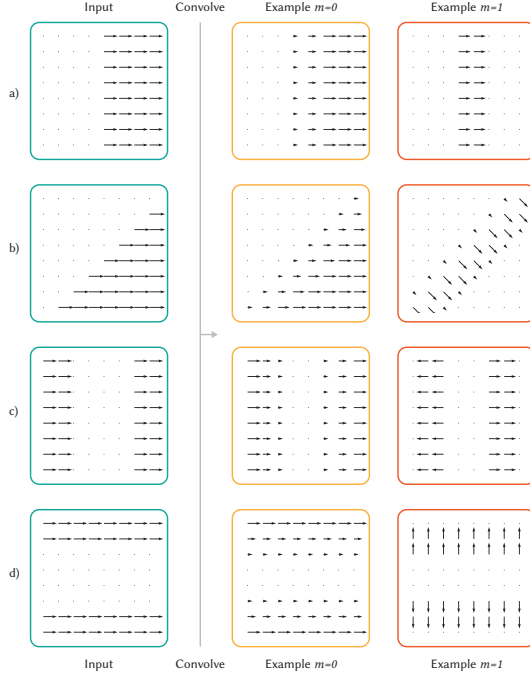 Input Convolve Example m=0 Example m=1
a)
b)
c)
d)
Input Convolve Example m=0 Example m=1